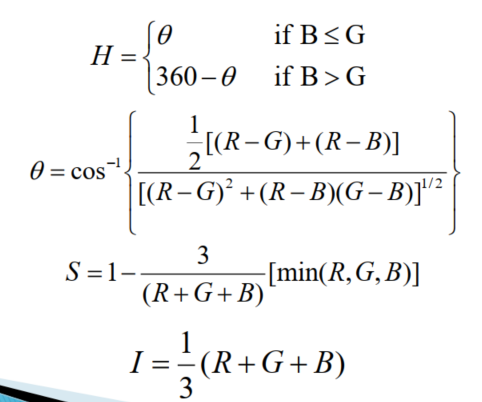 H = { θ if B ≤ G
360 − θ if B > G
θ = cos⁻¹ { ½[(R − G) + (R − B)] / [(R − G)² + (R − B)(G − B)]^{1/2} }
S = 1 − 3/(R + G + B) [min(R, G, B)]
I = 1/3 (R + G + B)